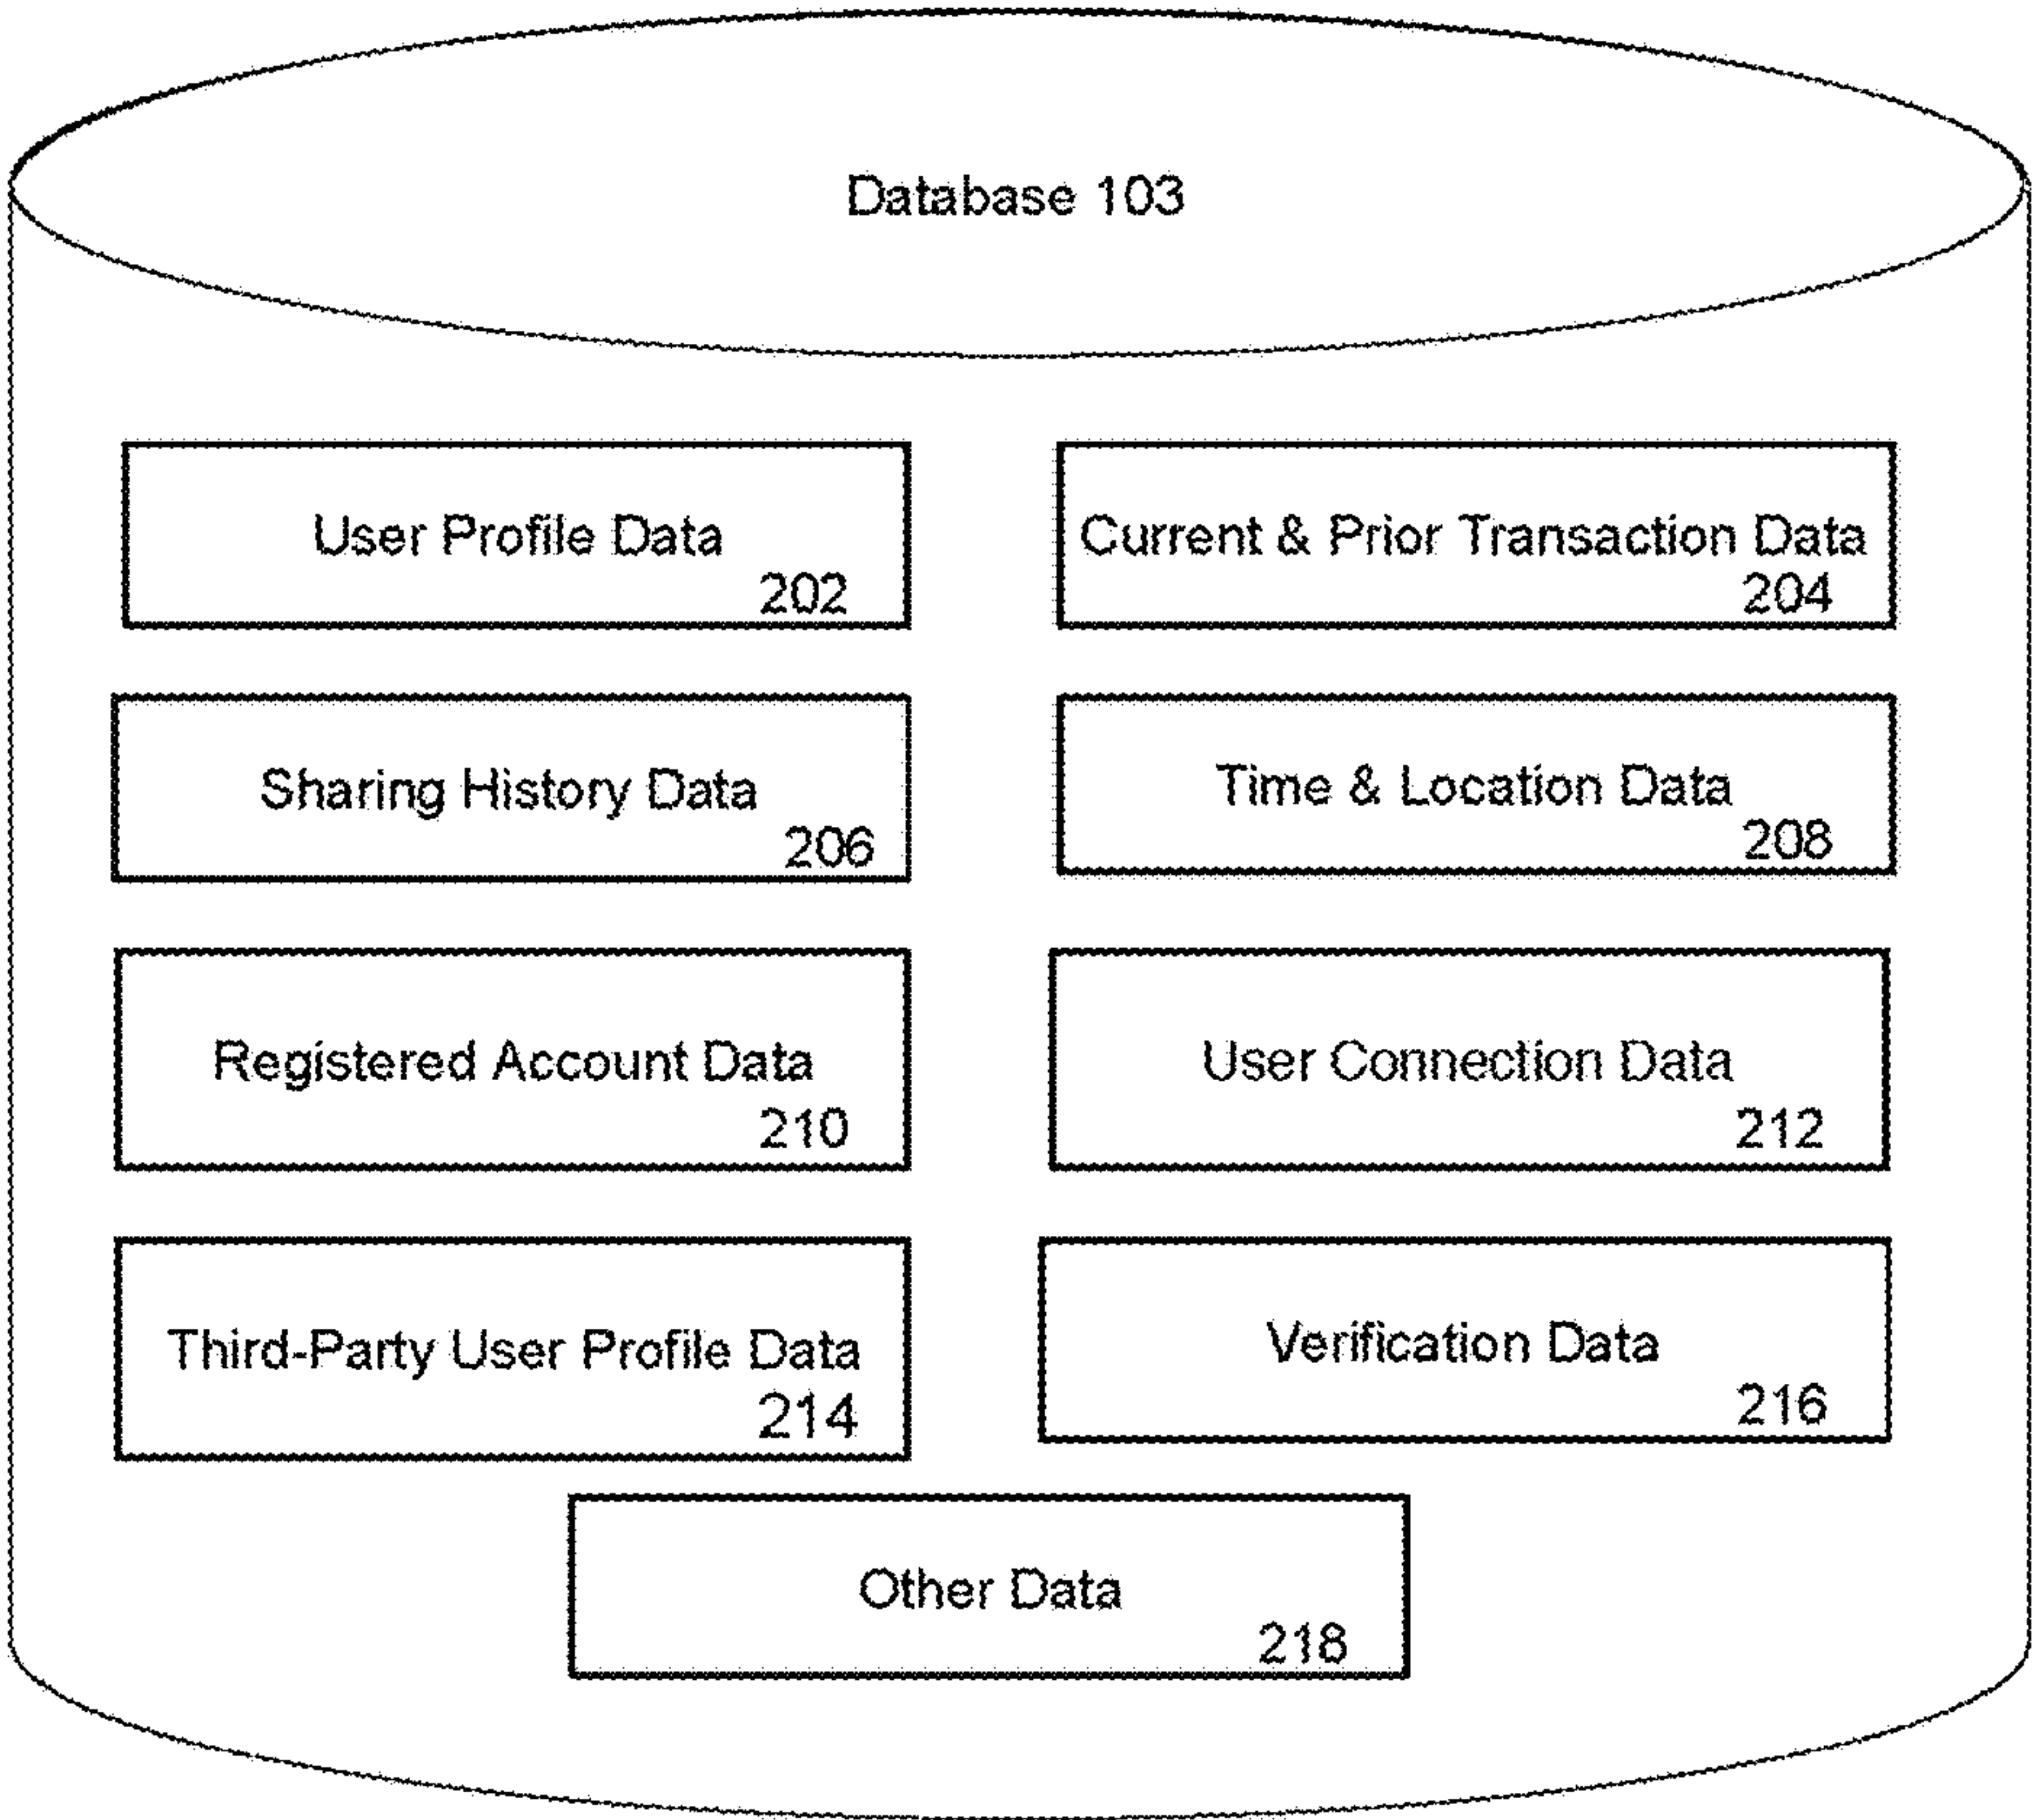 Database 103
User Profile Data
202
Current & Prior Transaction Data
204
Sharing History Data
206
Time & Location Data
208
Registered Account Data
210
User Connection Data
212
Third-Party User Profile Data
214
Verification Data
216
Other Data
218